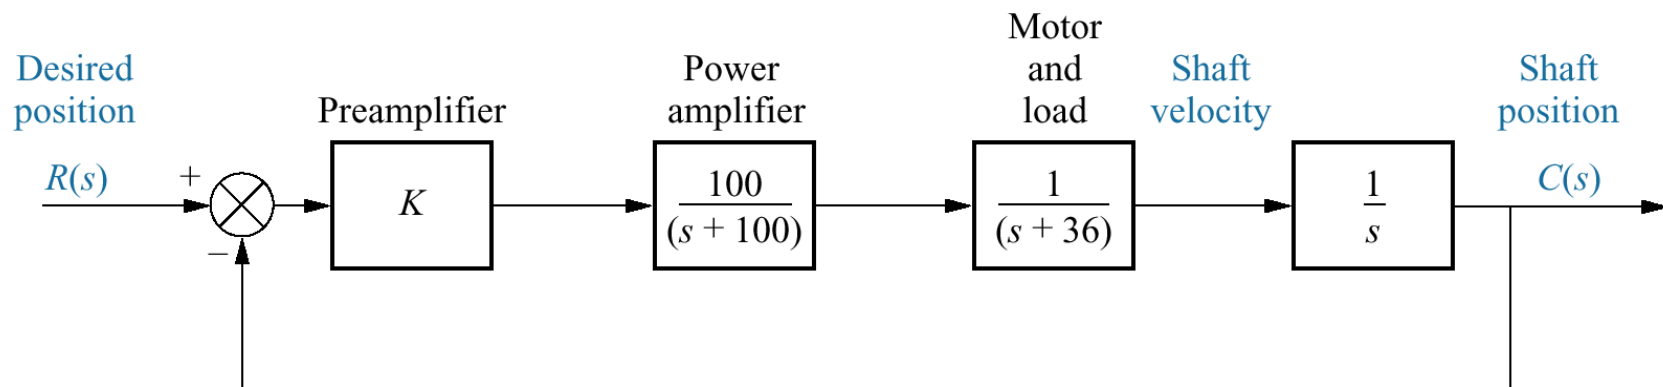 Desired
position
R(s)
+
−
Preamplifier
K
Power
amplifier
100
(s + 100)
Motor
and
load
1
(s + 36)
Shaft
velocity
1
s
Shaft
position
C(s)